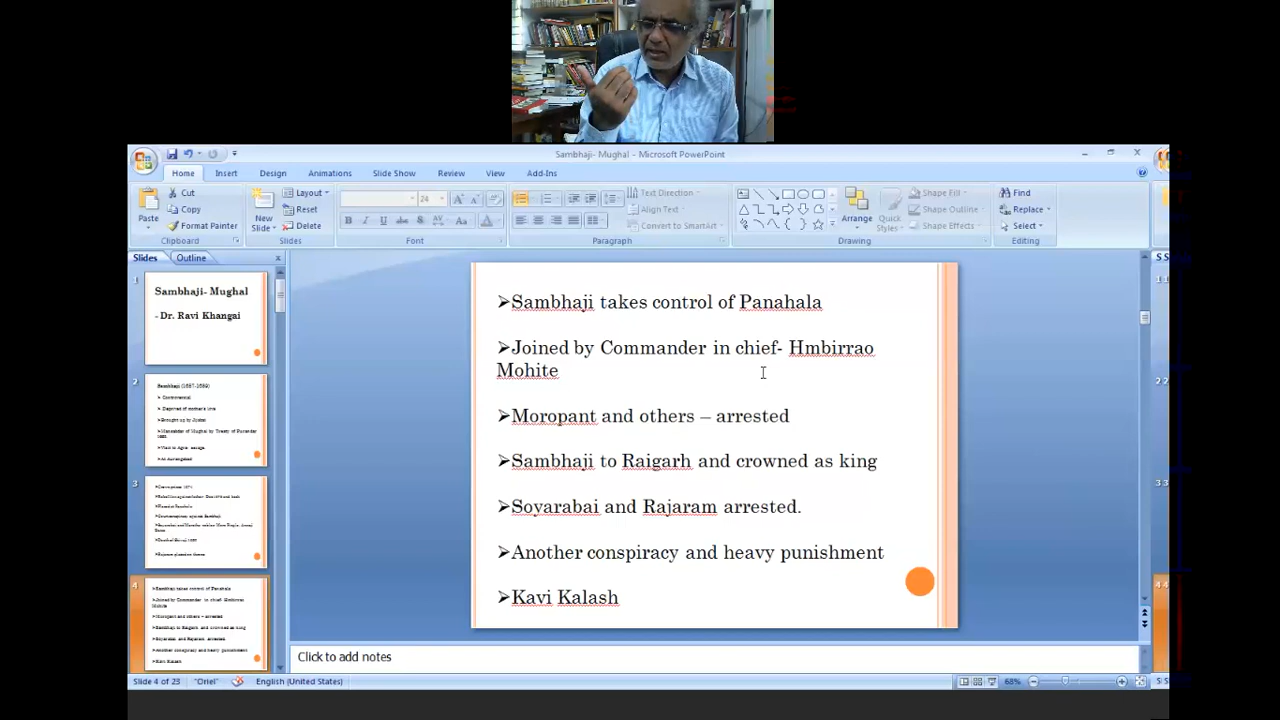 Sambhaji- Mughal – Microsoft PowerPoint
Home Insert Design Slide Show Animations Review View Add-Ins
Cut
Copy
Format Painter
Paste
Clipboard
New
Slide
Layout
Reset
Delete
Slides
24
Font
Text Direction
Align Text
Convert to SmartArt
Paragraph
Arrange
Quick
Styles
Shape Fill
Shape Outline
Shape Effects
Drawing
Find
Replace
Select
Editing
Slides Outline
1
Sambhaji- Mughal
- Dr. Ravi Khangai
2
3
4
➤Sambhaji takes control of Panahala
➤Joined by Commander in chief- Hmbirrao
Mohite
➤Moropant and others – arrested
➤Sambhaji to Raigarh and crowned as king
➤Soyarabai and Rajaram arrested.
➤Another conspiracy and heavy punishment
➤Kavi Kalash
Click to add notes
Slide 4 of 23 "Oriel" English (United States) 68%